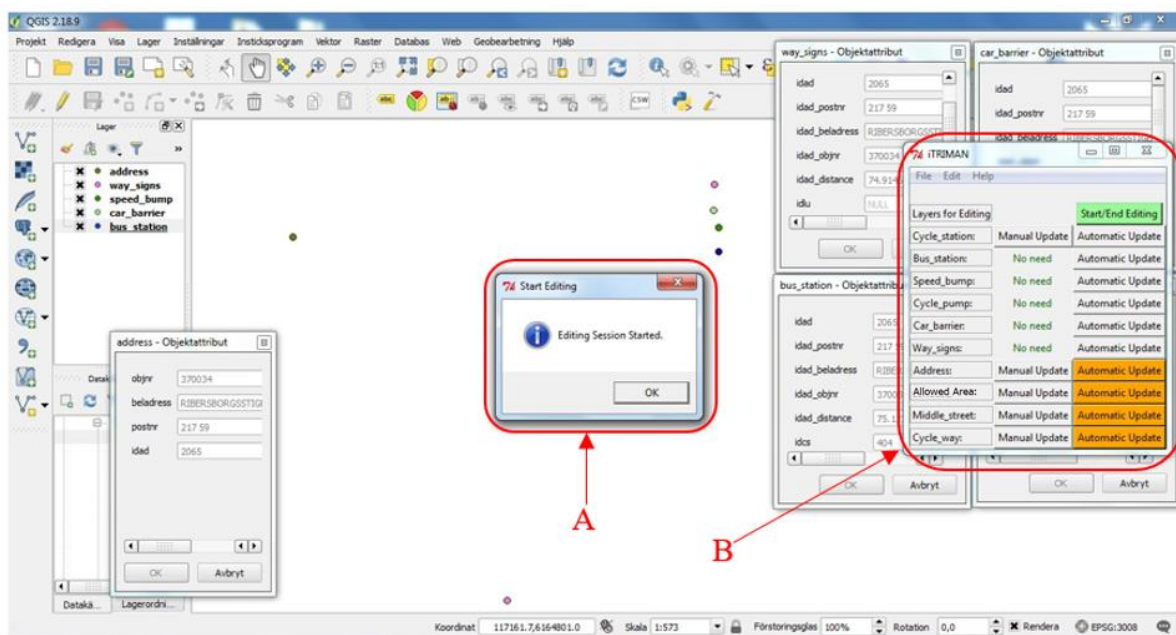 QGIS 2.18.9
Projekt Redigera Visa Lager Inställningar Insticksprogram Vektor Raster Databas Web Geobearbetning Hjälp
Lager
address
way_signs
speed_bump
car_barrier
bus_station
address - Objektattribut
objnr 370034
beladress RIBERSBORGSSTIG
postnr 217 59
idad 2065
OK Avbryt
Datakä... Lagerordni...
Start Editing
Editing Session Started.
OK
A
B
way_signs - Objektattribut
idad 2065
idad_postnr 217 59
idad_beladress RIBERSBORGSSTIG
idad_objnr 370034
idad_distance 74.914
idlu NULL
OK
car_barrier - Objektattribut
idad 2065
idad_postnr 217 59
idad_beladress RIBERSBORGSSTIG
bus_station - Objektattribut
idad 2065
idad_postnr 217 59
idad_beladress RIBE
idad_objnr 3700
idad_distance 75.1
idcs 404
OK Avbryt
OK Avbryt
iTRIMAN
File Edit Help
Layers for Editing Start/End Editing
Cycle_station: Manual Update Automatic Update
Bus_station: No need Automatic Update
Speed_bump: No need Automatic Update
Cycle_pump: No need Automatic Update
Car_barrier: No need Automatic Update
Way_signs: No need Automatic Update
Address: Manual Update Automatic Update
Allowed Area: Manual Update Automatic Update
Middle_street: Manual Update Automatic Update
Cycle_way: Manual Update Automatic Update
Koordinat 117161.7,6164801.0 Skala 1:573 Förstoringsglas 100% Rotation 0,0 Rendera EPSG:3008